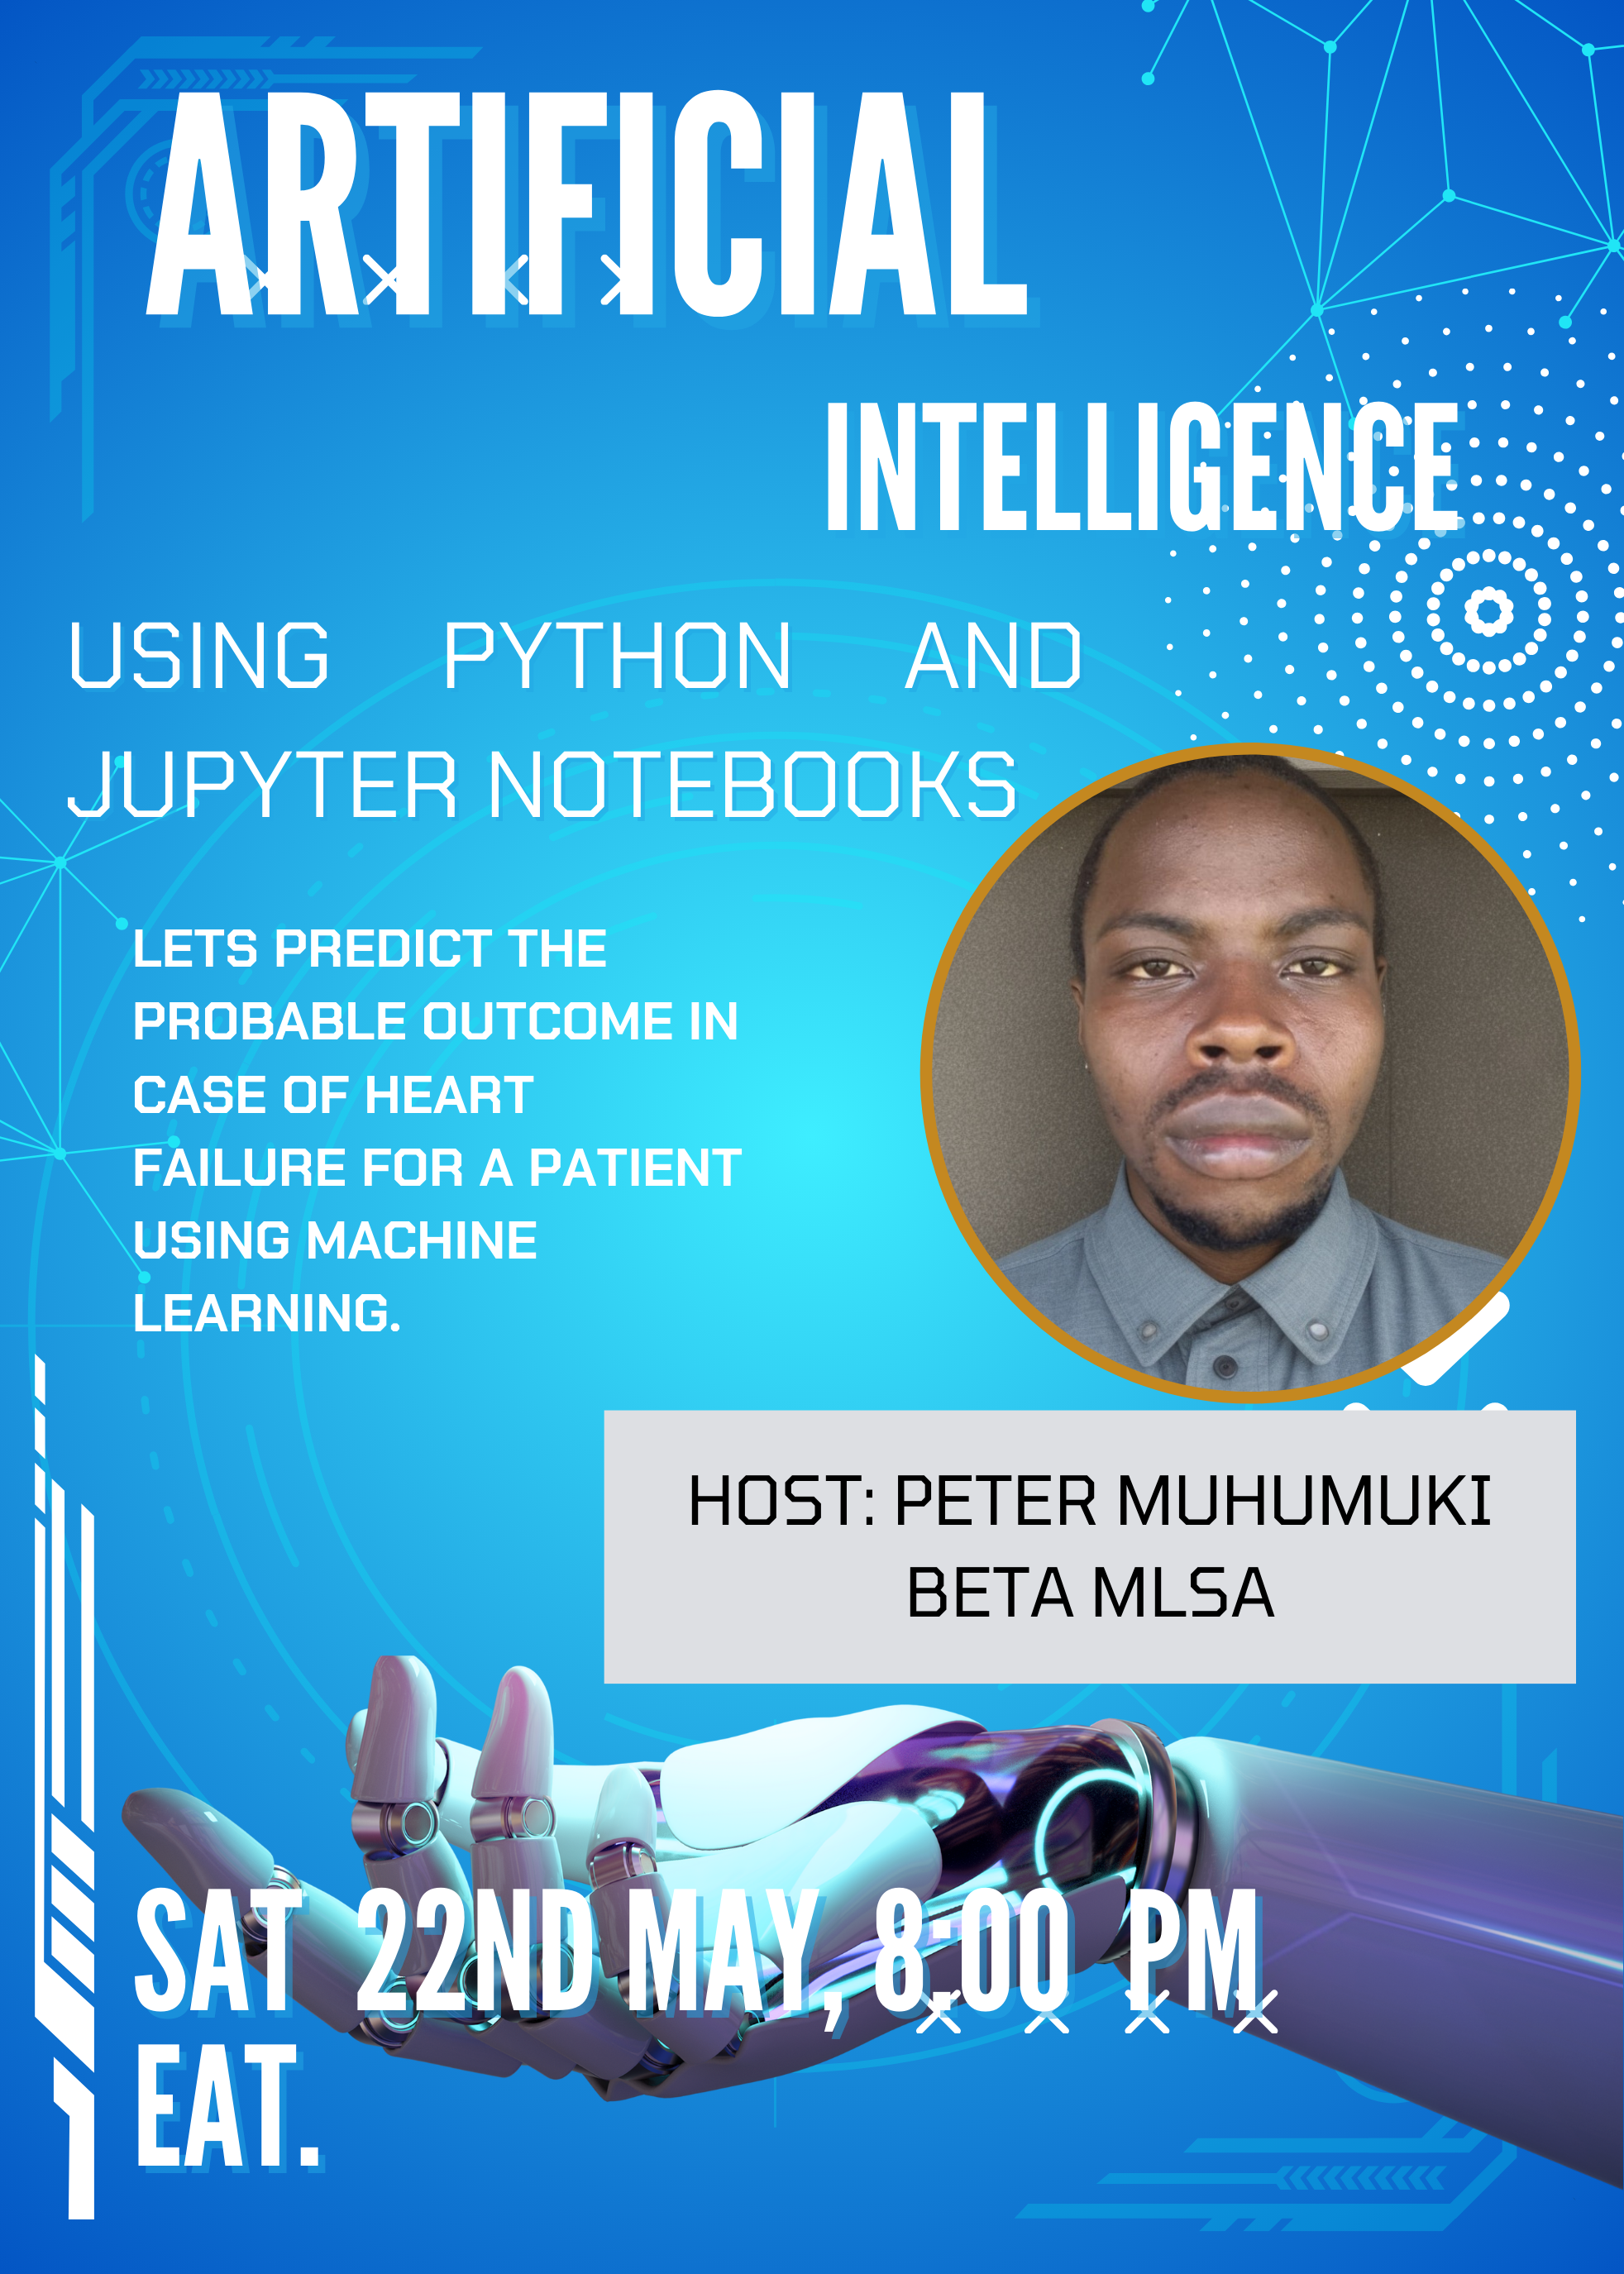 ARTIFICIAL
INTELLIGENCE
USING PYTHON AND
JUPYTER NOTEBOOKS
LETS PREDICT THE
PROBABLE OUTCOME IN
CASE OF HEART
FAILURE FOR A PATIENT
USING MACHINE
LEARNING.
HOST: PETER MUHUMUKI
BETA MLSA
SAT 22ND MAY, 8:00 PM
EAT.